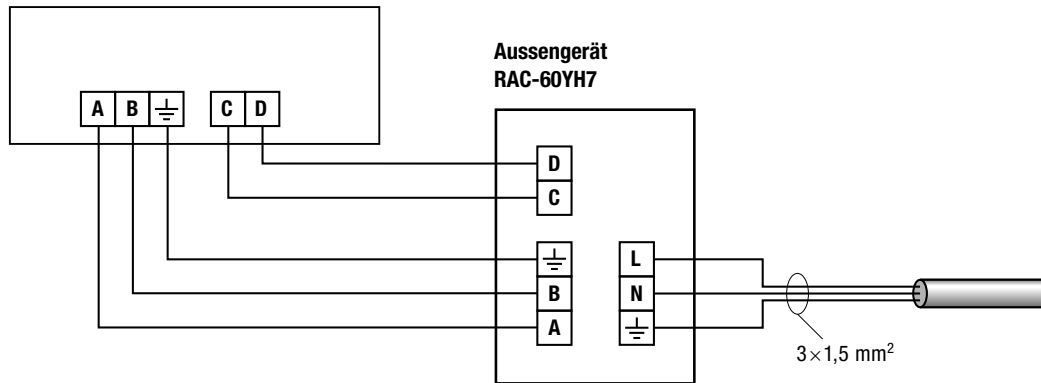 Aussengerät
RAC-60YH7
A B C D
D
C
L
B N
A
3×1,5 mm²